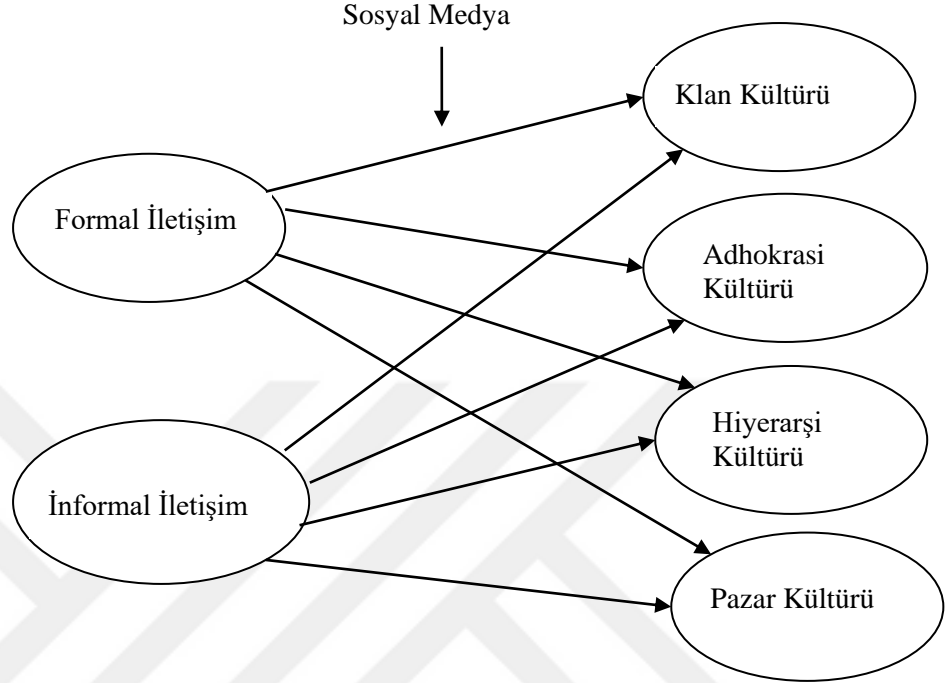 Sosyal Medya
Klan Kültürü
Formal İletişim
Adhokrasi
Kültürü
Hiyerarşi
Kültürü
İnformal İletişim
Pazar Kültürü